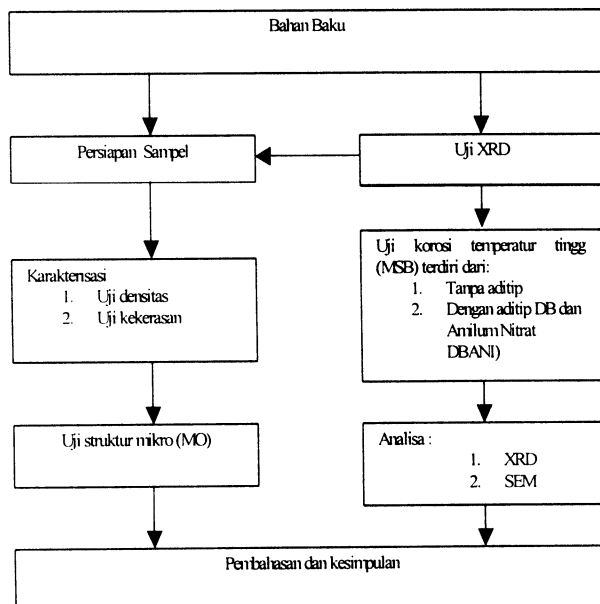 Bahan Baku
Persiapan Sampel
Uji XRD
Karakterisasi
1. Uji densitas
2. Uji kekerasan
Uji korosi temperatur tingg
(MSB) terdiri dari:
1. Tanpa aditip
2. Dengan aditip DB dan
Amilum Nitrat
DBANI)
Uji struktur mikro (MO)
Analisa :
1. XRD
2. SEM
Pembahasan dan kesimpulan